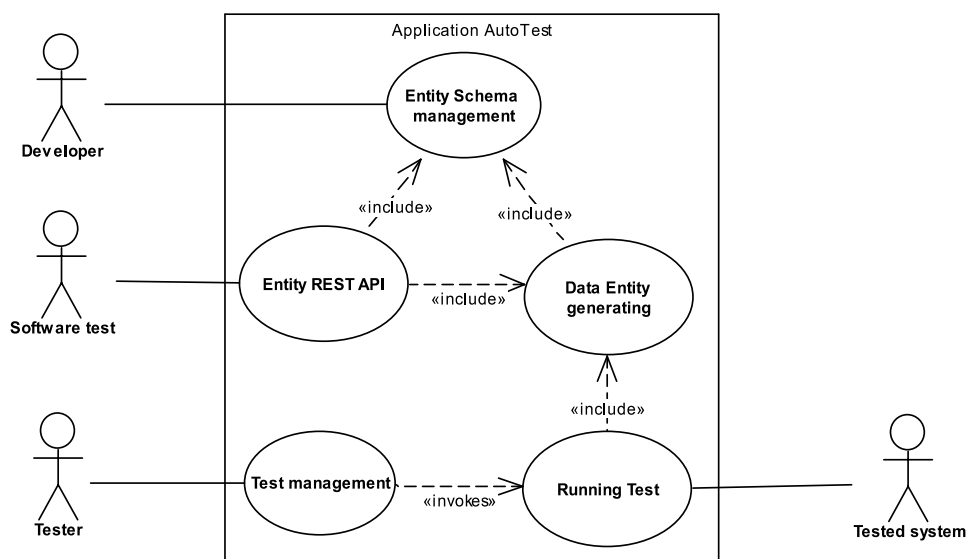 Application AutoTest
Entity Schema
management
Developer
«include»
«include»
Entity REST API
«include»
Data Entity
generating
Software test
«include»
Test management
«invokes»
Running Test
Tester
Tested system